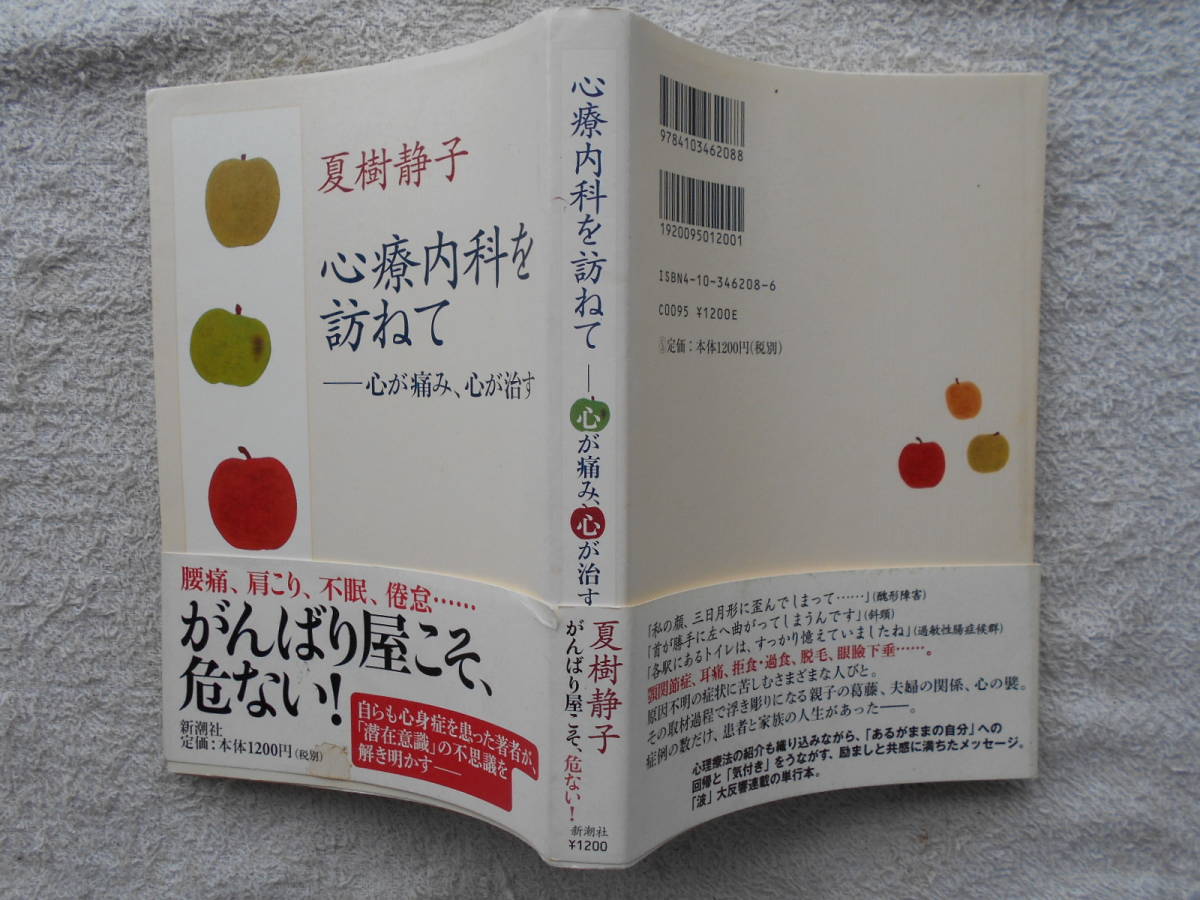 夏樹静子
心療内科を
訪ねて
──心が痛み、心が治す
腰痛、肩こり、不眠、倦怠……
がんばり屋こそ、
危ない!
新潮社
定価:本体1200円(税別)
自らも心身症を患った著者が、
「潜在意識」の不思議を
解き明かす──
心療内科を訪ねて──心が痛み、心が治す
夏樹静子
がんばり屋こそ、危ない!
新潮社
¥1200
9784103462088
1920095012001
ISBN4-10-346208-6
C0095 ¥1200E
定価:本体1200円(税別)
「私の顔、三日月形に歪んでしまって……」(醜形障害)
「首が勝手に左へ曲がってしまうんです」(斜頸)
「各駅にあるトイレは、すっかり憶えていましたね」(過敏性腸症候群)
顎関節症、耳痛、拒食・過食、脱毛、眼瞼下垂……。
原因不明の症状に苦しむさまざまな人びと。
その取材過程で浮き彫りになる親子の葛藤、夫婦の関係、心の襞。
症例の数だけ、患者と家族の人生があった──。
心理療法の紹介も織り込みながら、「あるがままの自分」への
回帰と「気付き」をうながす、励ましと共感に満ちたメッセージ。
「波」大反響連載の単行本。